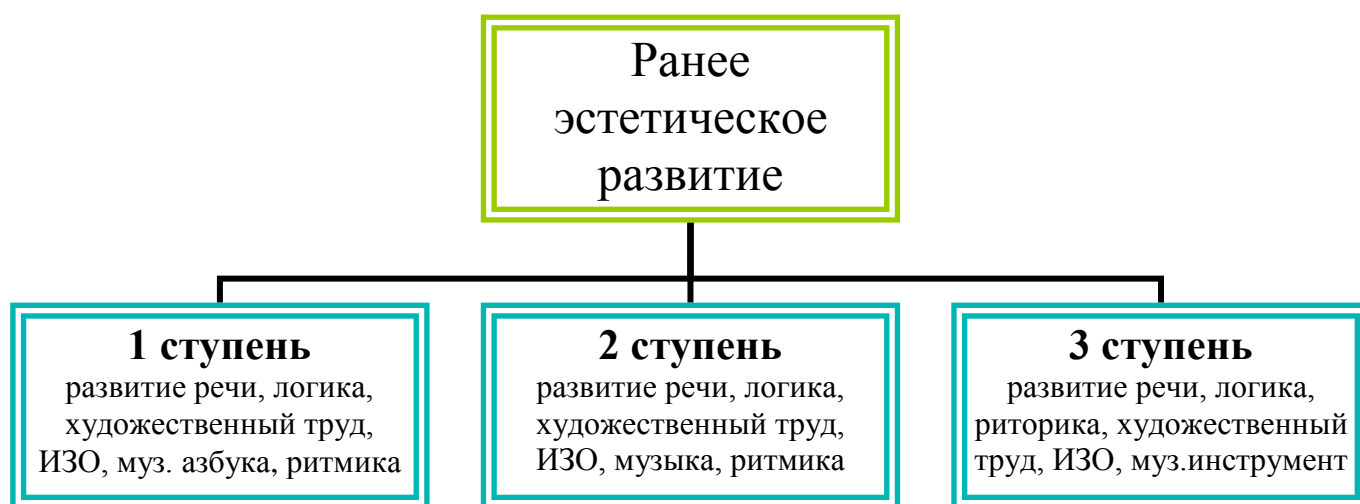 Ранее
эстетическое
развитие
1 ступень
развитие речи, логика,
художественный труд,
ИЗО, муз. азбука, ритмика
2 ступень
развитие речи, логика,
художественный труд,
ИЗО, музыка, ритмика
3 ступень
развитие речи, логика,
риторика, художественный
труд, ИЗО, муз.инструмент